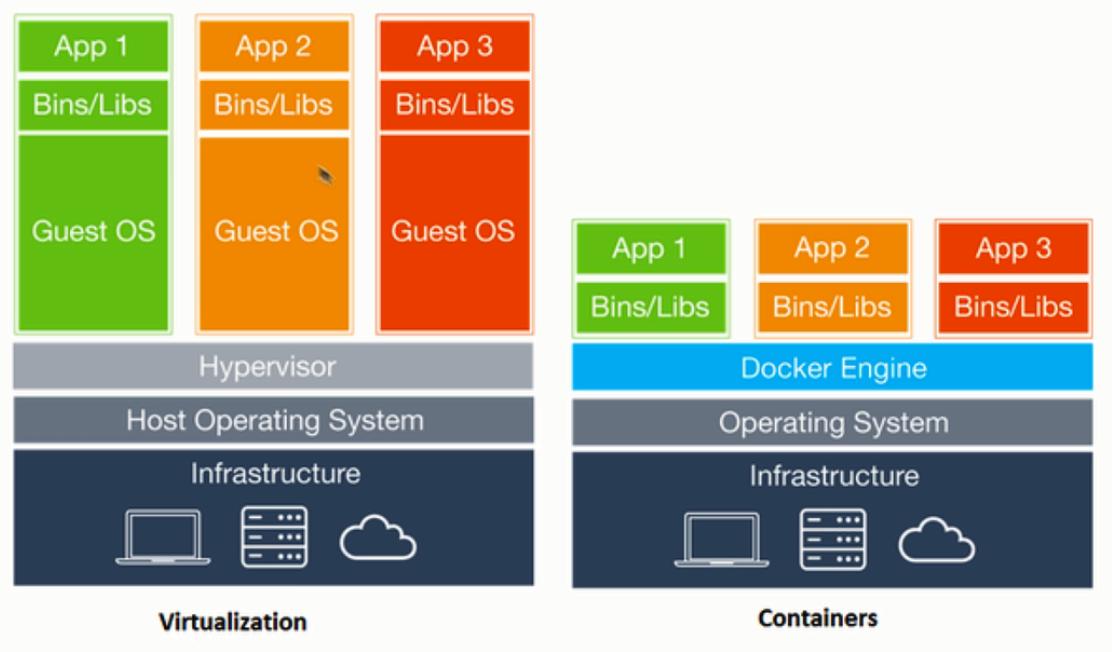 App 1
App 2
App 3
Bins/Libs
Bins/Libs
Bins/Libs
Guest OS
Guest OS
Guest OS
Hypervisor
Host Operating System
Infrastructure
Virtualization
App 1
App 2
App 3
Bins/Libs
Bins/Libs
Bins/Libs
Docker Engine
Operating System
Infrastructure
Containers